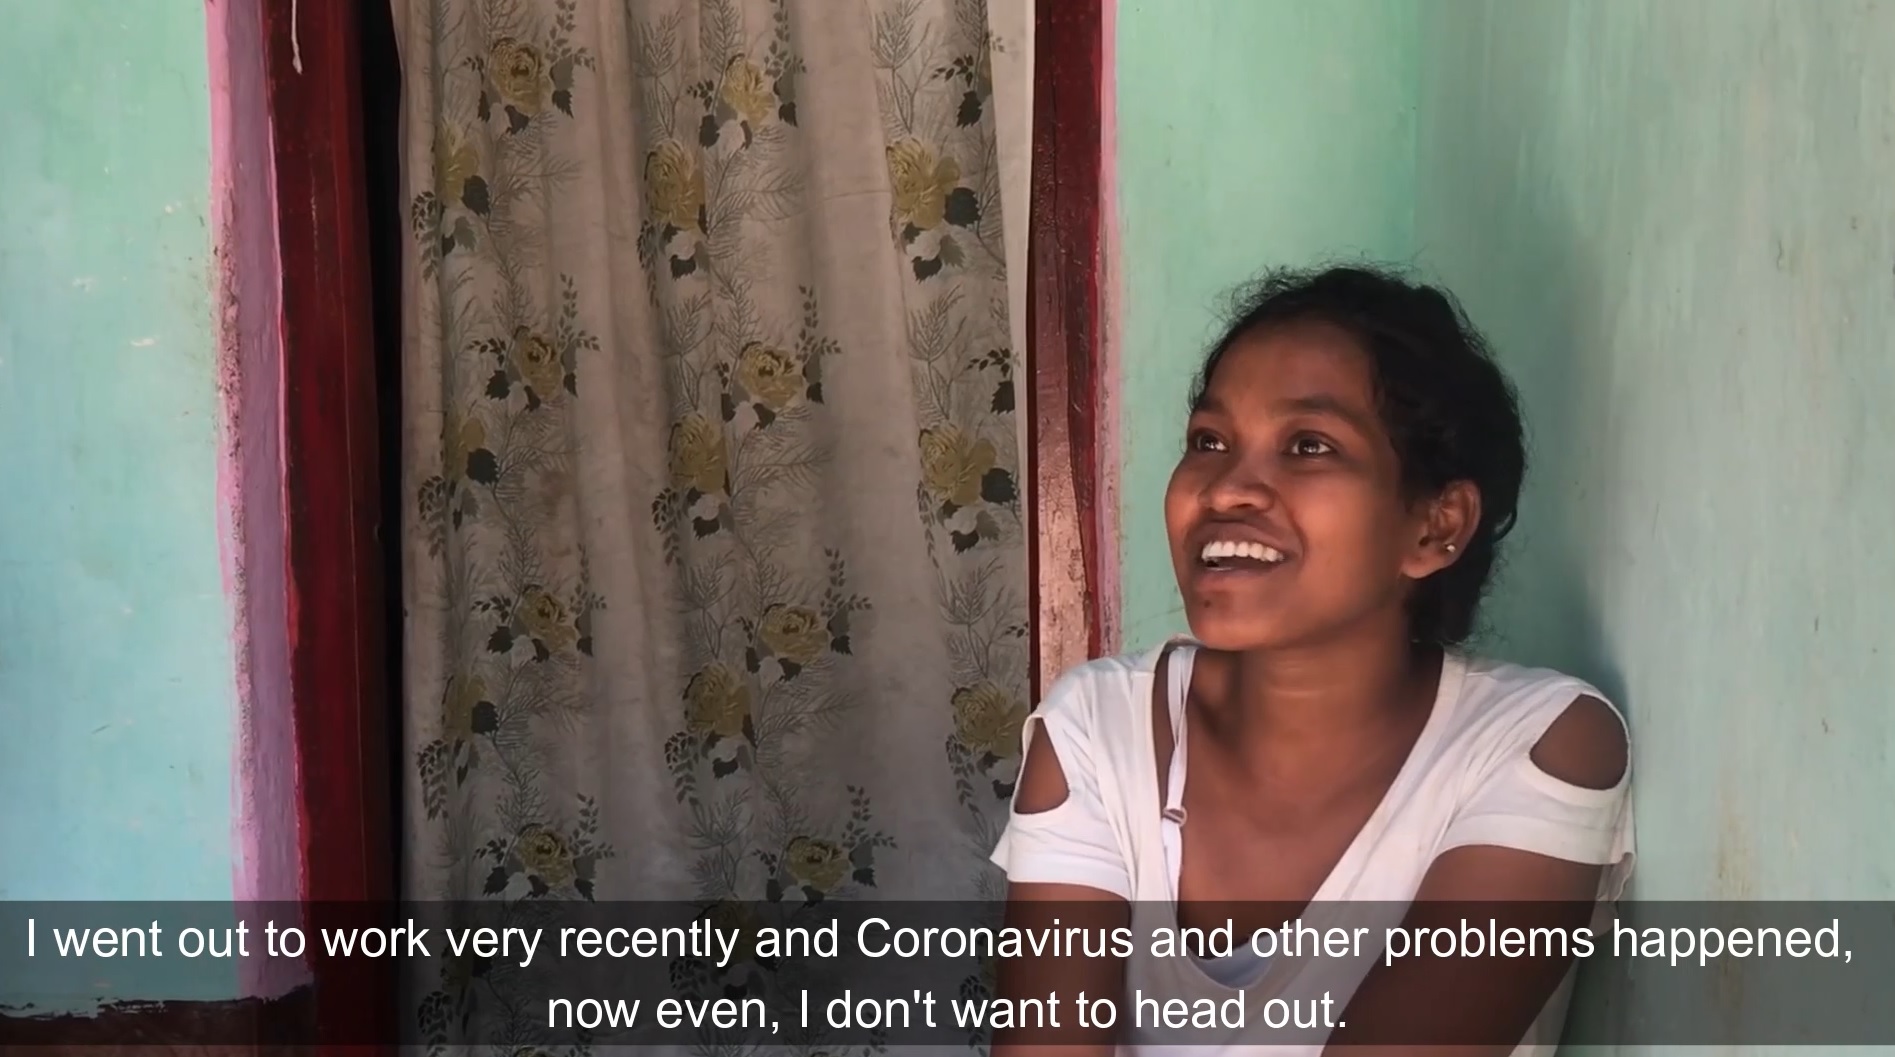 I went out to work very recently and Coronavirus and other problems happened,
now even, I don't want to head out.